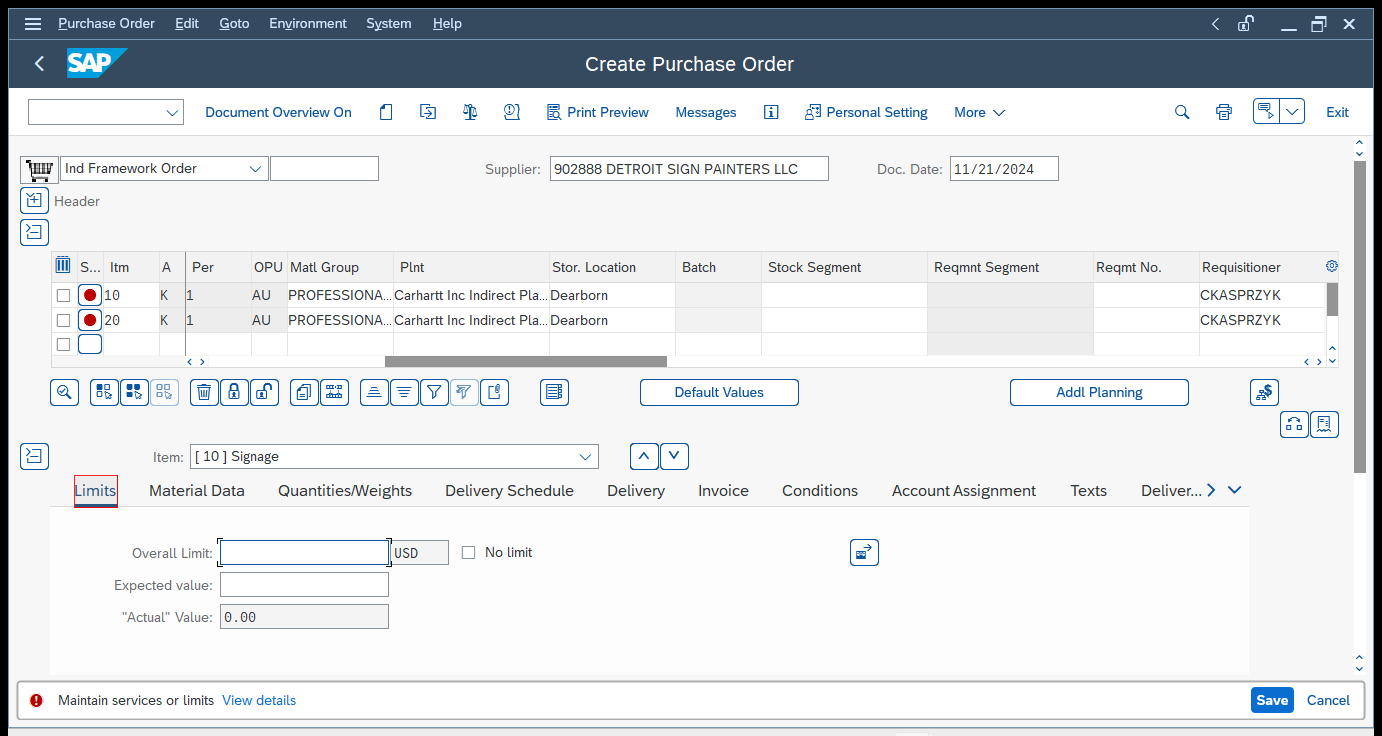 Purchase Order Edit Goto Environment System Help
SAP Create Purchase Order
Document Overview On Print Preview Messages Personal Setting More Exit
Ind Framework Order Supplier: 902888 DETROIT SIGN PAINTERS LLC Doc. Date: 11/21/2024
Header
S... Itm A Per OPU Matl Group Plnt Stor. Location Batch Stock Segment Reqmnt Segment Reqmt No. Requisitioner
10 K 1 AU PROFESSIONA... Carhartt Inc Indirect Pla... Dearborn CKASPRZYK
20 K 1 AU PROFESSIONA... Carhartt Inc Indirect Pla... Dearborn CKASPRZYK
Default Values Addl Planning
Item: [ 10 ] Signage
Limits Material Data Quantities/Weights Delivery Schedule Delivery Invoice Conditions Account Assignment Texts Deliver...
Overall Limit: USD No limit
Expected value:
"Actual" Value: 0.00
Maintain services or limits View details Save Cancel